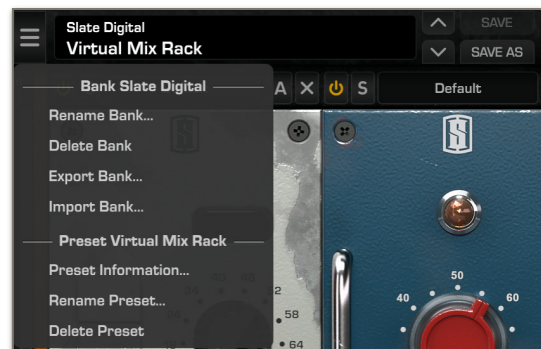 Slate Digital
Virtual Mix Rack
SAVE
SAVE AS
Bank Slate Digital
A
S
Default
Rename Bank...
Delete Bank
Export Bank...
Import Bank...
Preset Virtual Mix Rack
Preset Information...
Rename Preset...
Delete Preset
58
64
50
40
60